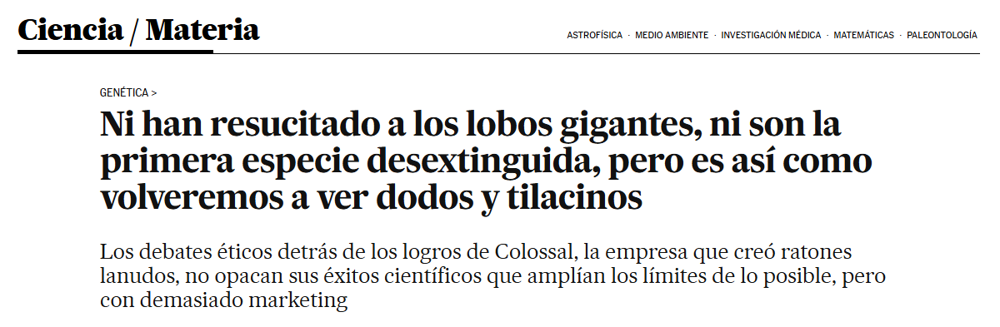 Ciencia / Materia
ASTROFÍSICA · MEDIO AMBIENTE · INVESTIGACIÓN MÉDICA · MATEMÁTICAS · PALEONTOLOGÍA
GENÉTICA >
Ni han resucitado a los lobos gigantes, ni son la
primera especie desextinguida, pero es así como
volveremos a ver dodos y tilacinos
Los debates éticos detrás de los logros de Colossal, la empresa que creó ratones
lanudos, no opacan sus éxitos científicos que amplían los límites de lo posible, pero
con demasiado marketing